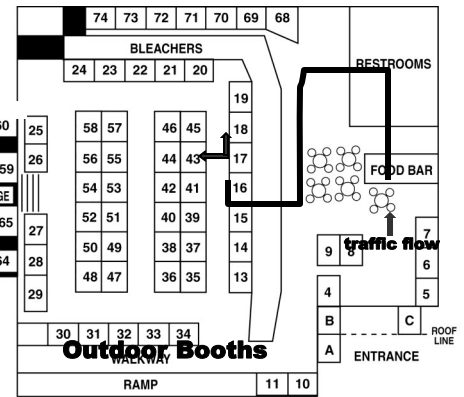 74 73 72 71 70 69 68
BLEACHERS
RESTROOMS
24 23 22 21 20
19
60 25 58 57 46 45 18
26 56 55 44 43 17
59
FOOD BAR
GE 54 53 42 41 16
65 27 52 51 40 39 15
traffic flow
7
64 28 50 49 38 37 14 9 8 6
29 48 47 36 35 13 4 5
30 31 32 33 34 B C
ROOF
LINE
Outdoor Booths
WALKWAY
A ENTRANCE
RAMP 11 10